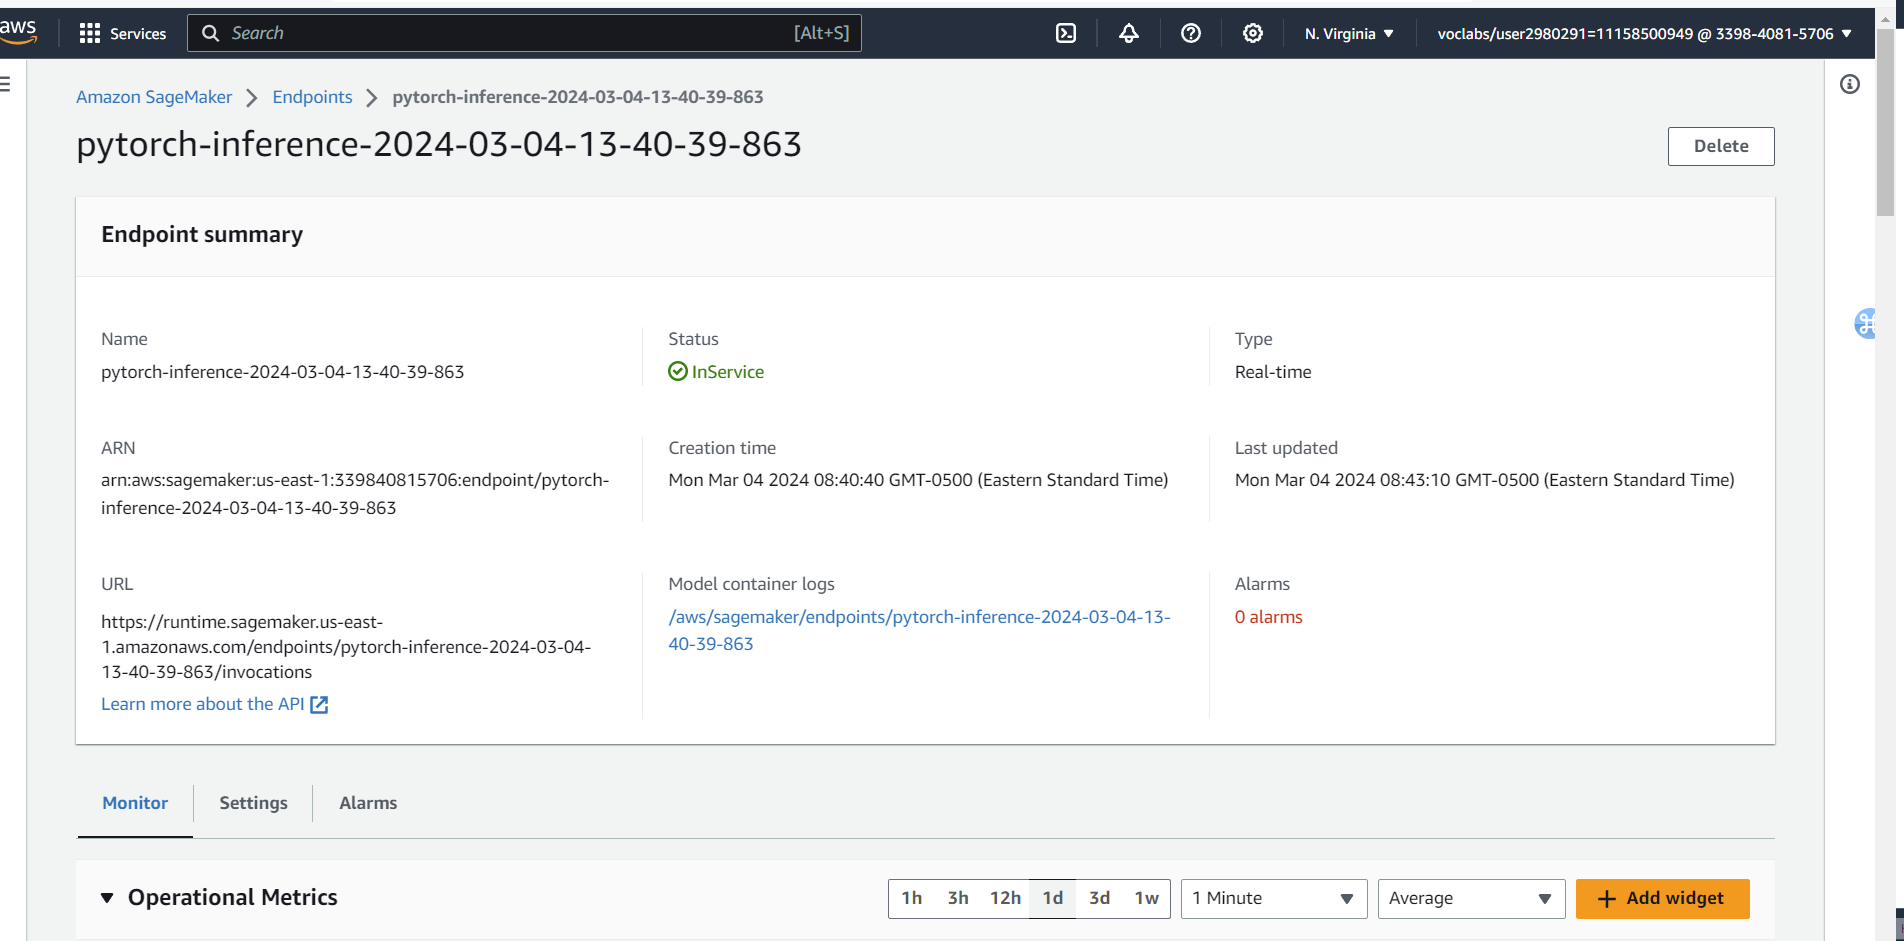 aws
Services
Search
[Alt+S]
N. Virginia
voclabs/user2980291=11158500949 @ 3398-4081-5706
Amazon SageMaker
Endpoints
pytorch-inference-2024-03-04-13-40-39-863
pytorch-inference-2024-03-04-13-40-39-863
Delete
Endpoint summary
Name
pytorch-inference-2024-03-04-13-40-39-863
Status
InService
Type
Real-time
ARN
arn:aws:sagemaker:us-east-1:339840815706:endpoint/pytorch-
inference-2024-03-04-13-40-39-863
Creation time
Mon Mar 04 2024 08:40:40 GMT-0500 (Eastern Standard Time)
Last updated
Mon Mar 04 2024 08:43:10 GMT-0500 (Eastern Standard Time)
URL
https://runtime.sagemaker.us-east-
1.amazonaws.com/endpoints/pytorch-inference-2024-03-04-
13-40-39-863/invocations
Learn more about the API
Model container logs
/aws/sagemaker/endpoints/pytorch-inference-2024-03-04-13-
40-39-863
Alarms
0 alarms
Monitor
Settings
Alarms
Operational Metrics
1h
3h
12h
1d
3d
1w
1 Minute
Average
Add widget